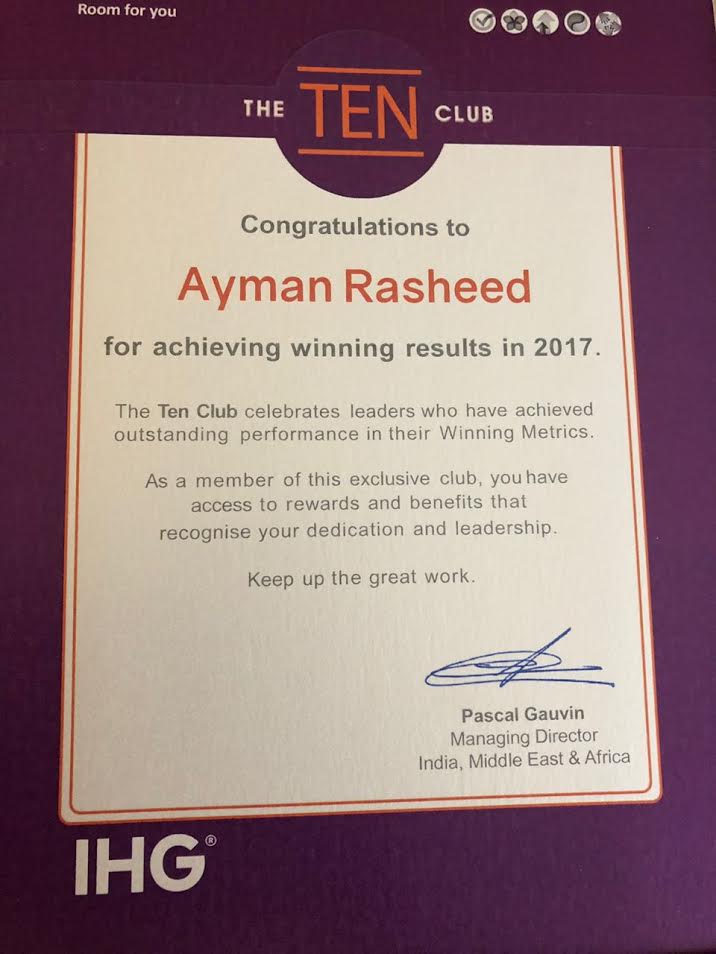 Room for you
THE TEN CLUB
Congratulations to
Ayman Rasheed
for achieving winning results in 2017.
The Ten Club celebrates leaders who have achieved
outstanding performance in their Winning Metrics.
As a member of this exclusive club, you have
access to rewards and benefits that
recognise your dedication and leadership.
Keep up the great work.
Pascal Gauvin
Managing Director
India, Middle East & Africa
IHG®